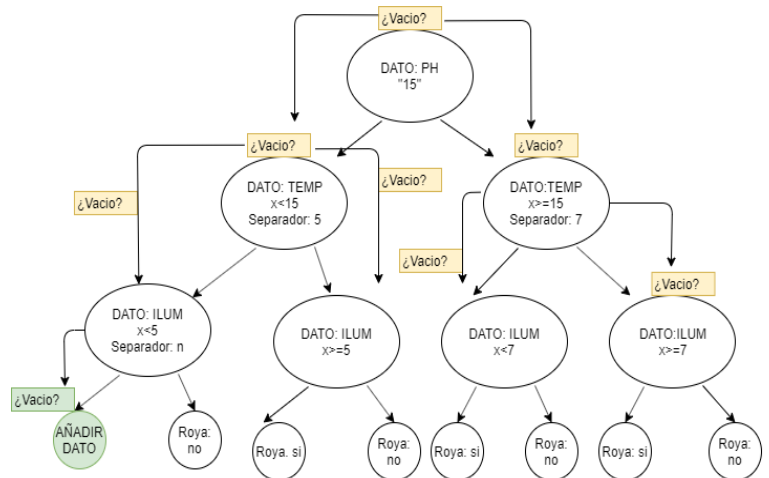 ¿Vacio?
DATO: PH
"15"
¿Vacio?
¿Vacio?
DATO: TEMP
x<15
Separador: 5
¿Vacio?
DATO:TEMP
x>=15
Separador: 7
¿Vacio?
¿Vacio?
¿Vacio?
DATO: ILUM
x<5
Separador: n
DATO: ILUM
x>=5
DATO: ILUM
x<7
DATO:ILUM
x>=7
¿Vacio?
AÑADIR
DATO
Roya:
no
Roya. si
Roya:
no
Roya: si
Roya:
no
Roya: si
Roya:
no